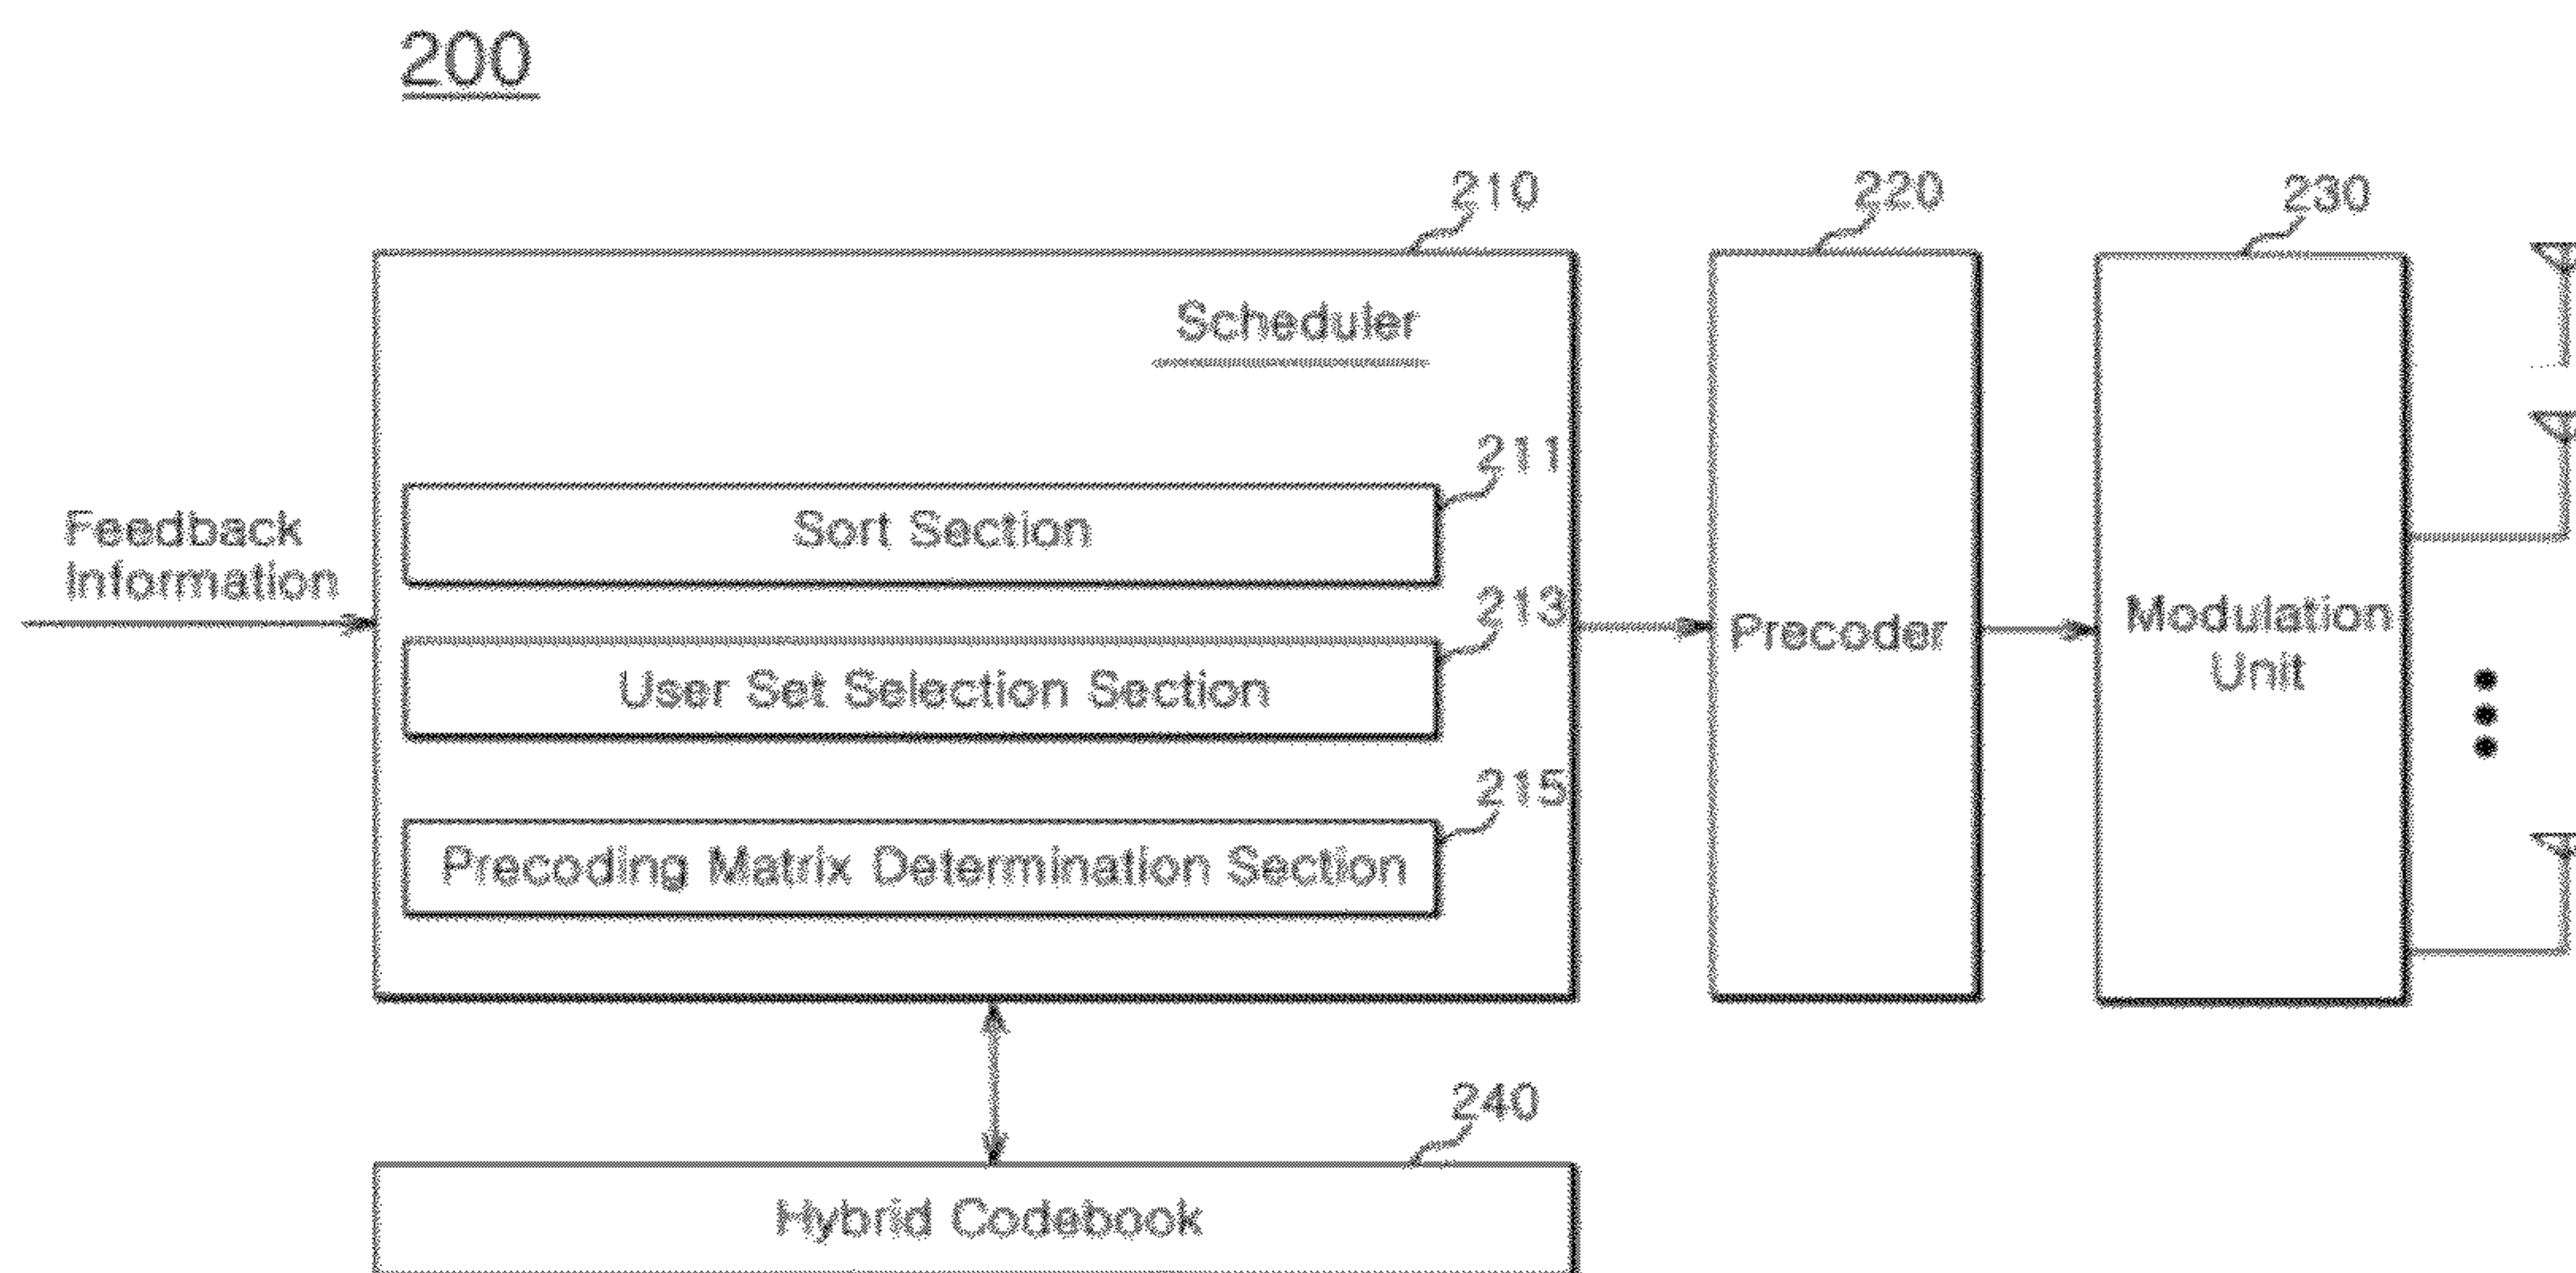 200
210
220
230
Scheduler
211
Sort Section
Feedback
Information
213
User Set Selection Section
Precoder
Modulation
Unit
215
Precoding Matrix Determination Section
240
Hybrid Codebook